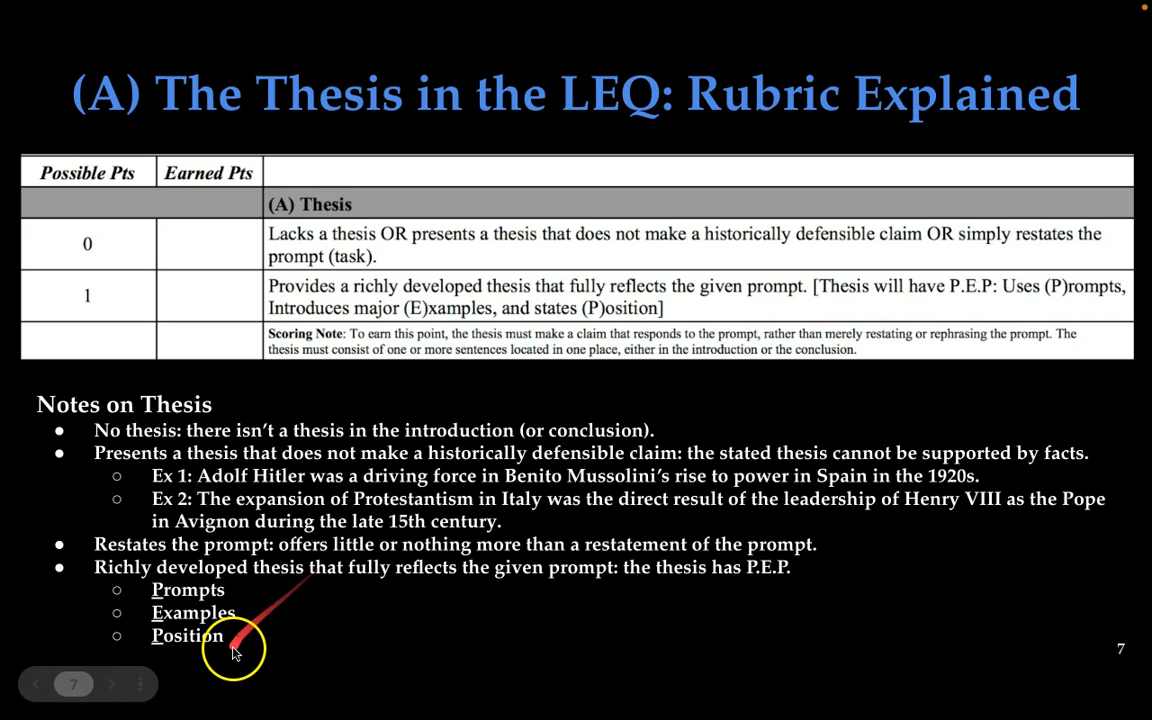 (A) The Thesis in the LEQ: Rubric Explained
Possible Pts Earned Pts
(A) Thesis
0 Lacks a thesis OR presents a thesis that does not make a historically defensible claim OR simply restates the
prompt (task).
1 Provides a richly developed thesis that fully reflects the given prompt. [Thesis will have P.E.P: Uses (P)rompts,
Introduces major (E)xamples, and states (P)osition]
Scoring Note: To earn this point, the thesis must make a claim that responds to the prompt, rather than merely restating or rephrasing the prompt. The
thesis must consist of one or more sentences located in one place, either in the introduction or the conclusion.
Notes on Thesis
● No thesis: there isn't a thesis in the introduction (or conclusion).
● Presents a thesis that does not make a historically defensible claim: the stated thesis cannot be supported by facts.
○ Ex 1: Adolf Hitler was a driving force in Benito Mussolini's rise to power in Spain in the 1920s.
○ Ex 2: The expansion of Protestantism in Italy was the direct result of the leadership of Henry VIII as the Pope
in Avignon during the late 15th century.
● Restates the prompt: offers little or nothing more than a restatement of the prompt.
● Richly developed thesis that fully reflects the given prompt: the thesis has P.E.P.
○ Prompts
○ Examples
○ Position
7
7